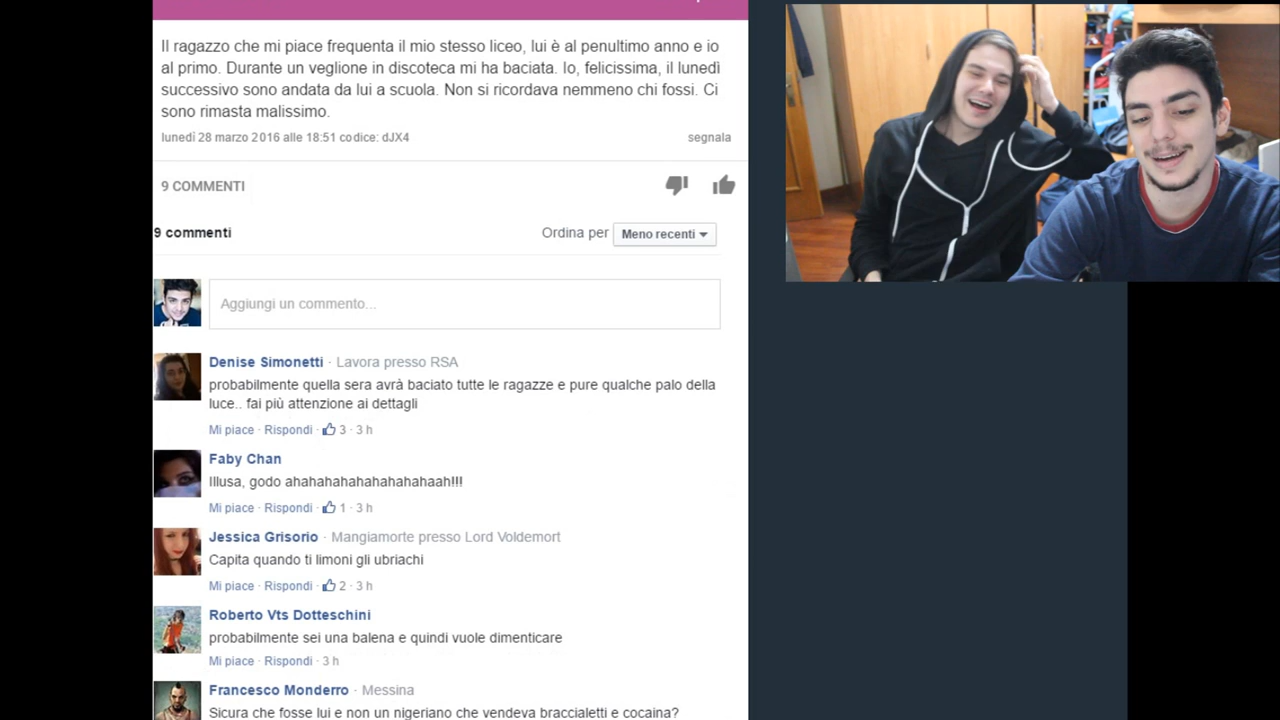 Il ragazzo che mi piace frequenta il mio stesso liceo, lui è al penultimo anno e io
al primo. Durante un veglione in discoteca mi ha baciata. Io, felicissima, il lunedì
successivo sono andata da lui a scuola. Non si ricordava nemmeno chi fossi. Ci
sono rimasta malissimo.
lunedì 28 marzo 2016 alle 18:51 codice: dJX4 segnala
9 COMMENTI
9 commenti Ordina per Meno recenti
Aggiungi un commento...
Denise Simonetti · Lavora presso RSA
probabilmente quella sera avrà baciato tutte le ragazze e pure qualche palo della
luce.. fai più attenzione ai dettagli
Mi piace · Rispondi · 3 · 3 h
Faby Chan
Illusa, godo ahahahahahahahahahaah!!!
Mi piace · Rispondi · 1 · 3 h
Jessica Grisorio · Mangiamorte presso Lord Voldemort
Capita quando ti limoni gli ubriachi
Mi piace · Rispondi · 2 · 3 h
Roberto Vts Dotteschini
probabilmente sei una balena e quindi vuole dimenticare
Mi piace · Rispondi · 3 h
Francesco Monderro · Messina
Sicura che fosse lui e non un nigeriano che vendeva braccialetti e cocaina?